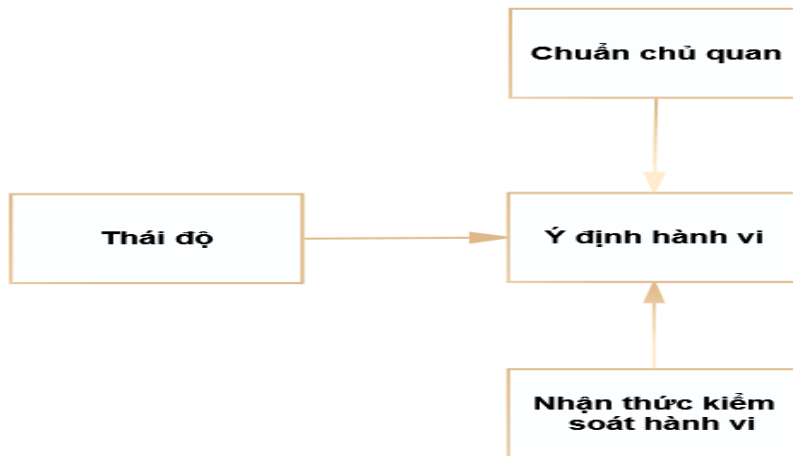 Chuẩn chủ quan
Thái độ
Ý định hành vi
Nhận thức kiểm
soát hành vi